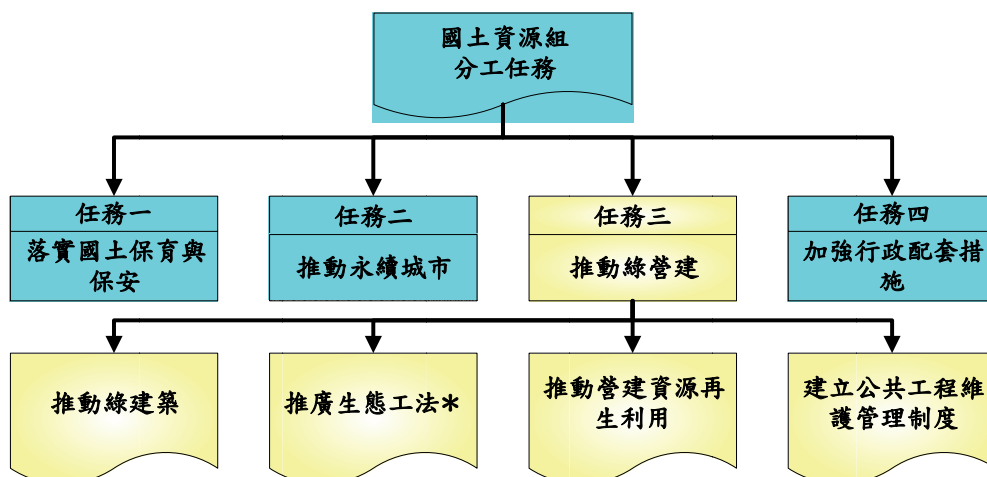 國土資源組
分工任務
任務一
落實國土保育與
保安
任務二
推動永續城市
任務三
推動綠營建
任務四
加強行政配套措
施
推動綠建築
推廣生態工法*
推動營建資源再
生利用
建立公共工程維
護管理制度